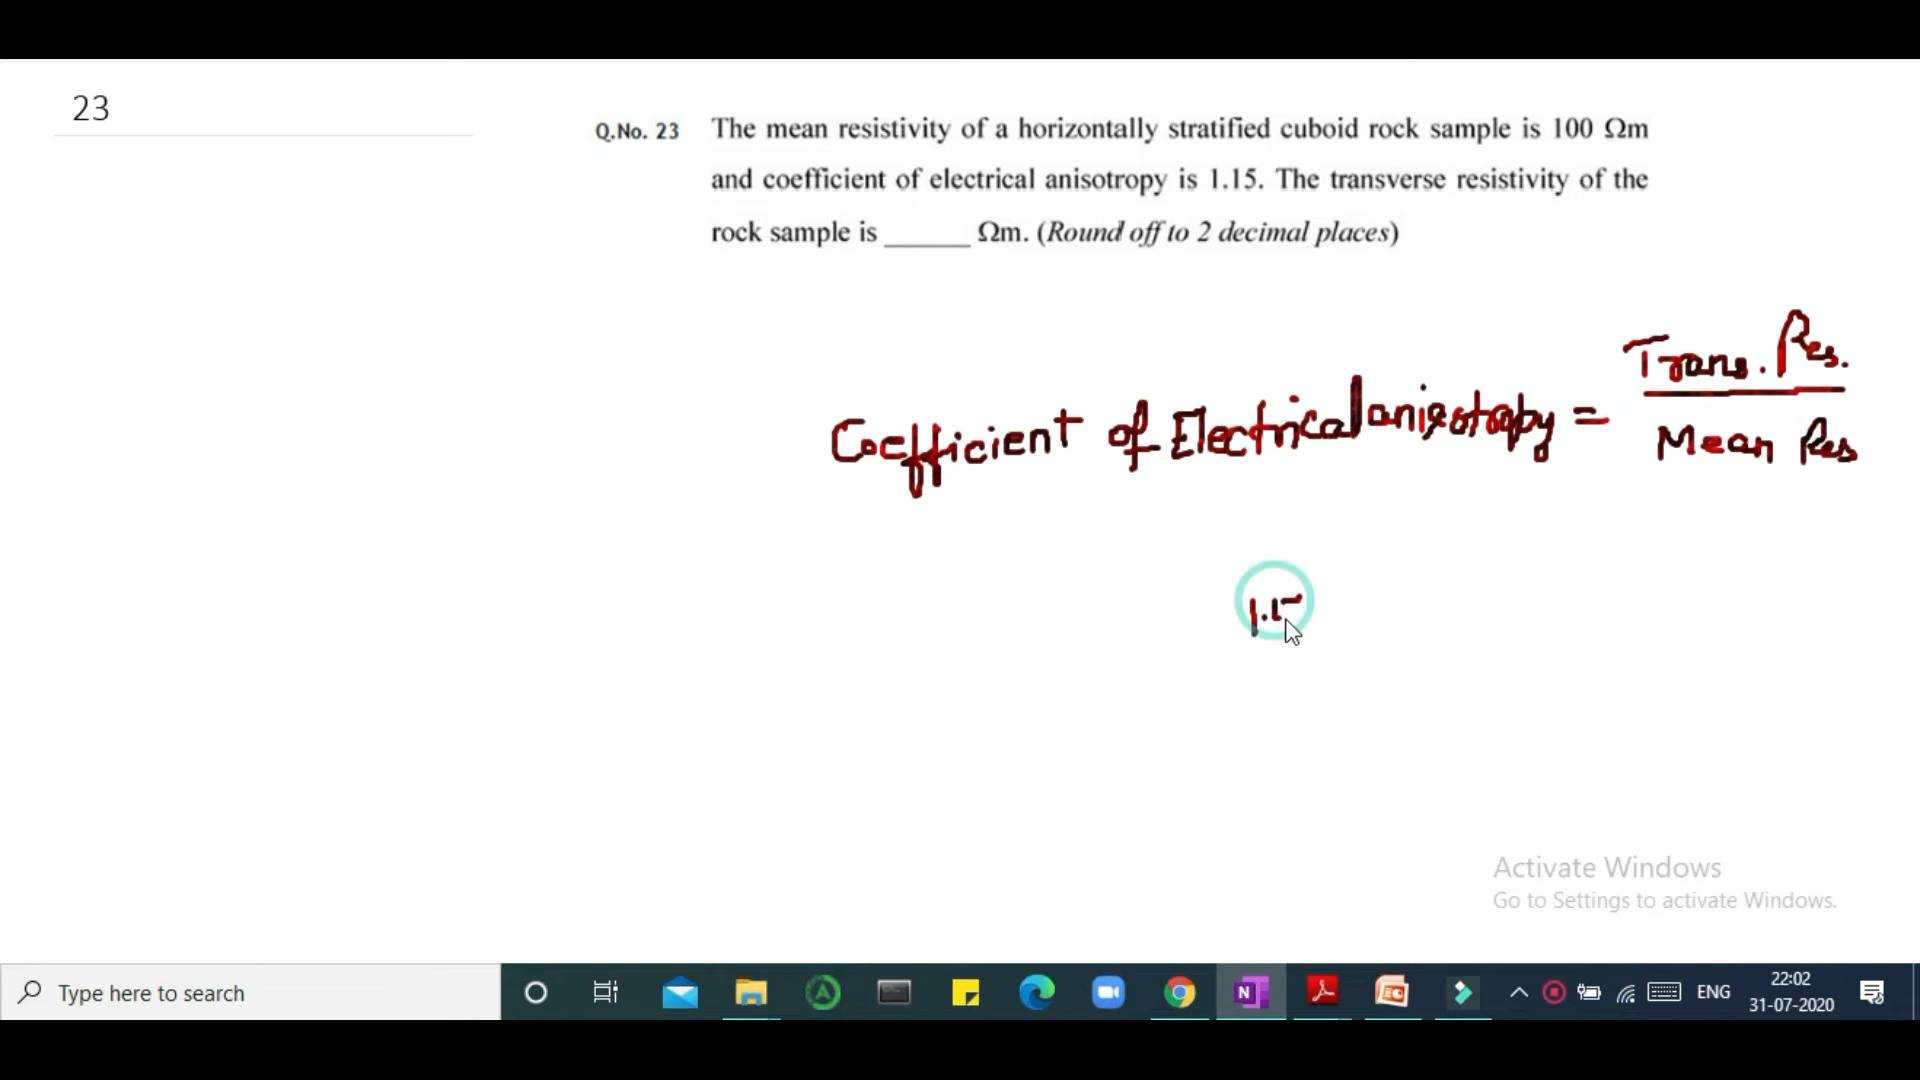 23
Q.No. 23 The mean resistivity of a horizontally stratified cuboid rock sample is 100 Ωm
and coefficient of electrical anisotropy is 1.15. The transverse resistivity of the
rock sample is ______ Ωm. (Round off to 2 decimal places)
Coefficient of Electrical anisotropy = Trans. Res.
Mean Res
1.15
Activate Windows
Go to Settings to activate Windows.
Type here to search
ENG
22:02
31-07-2020